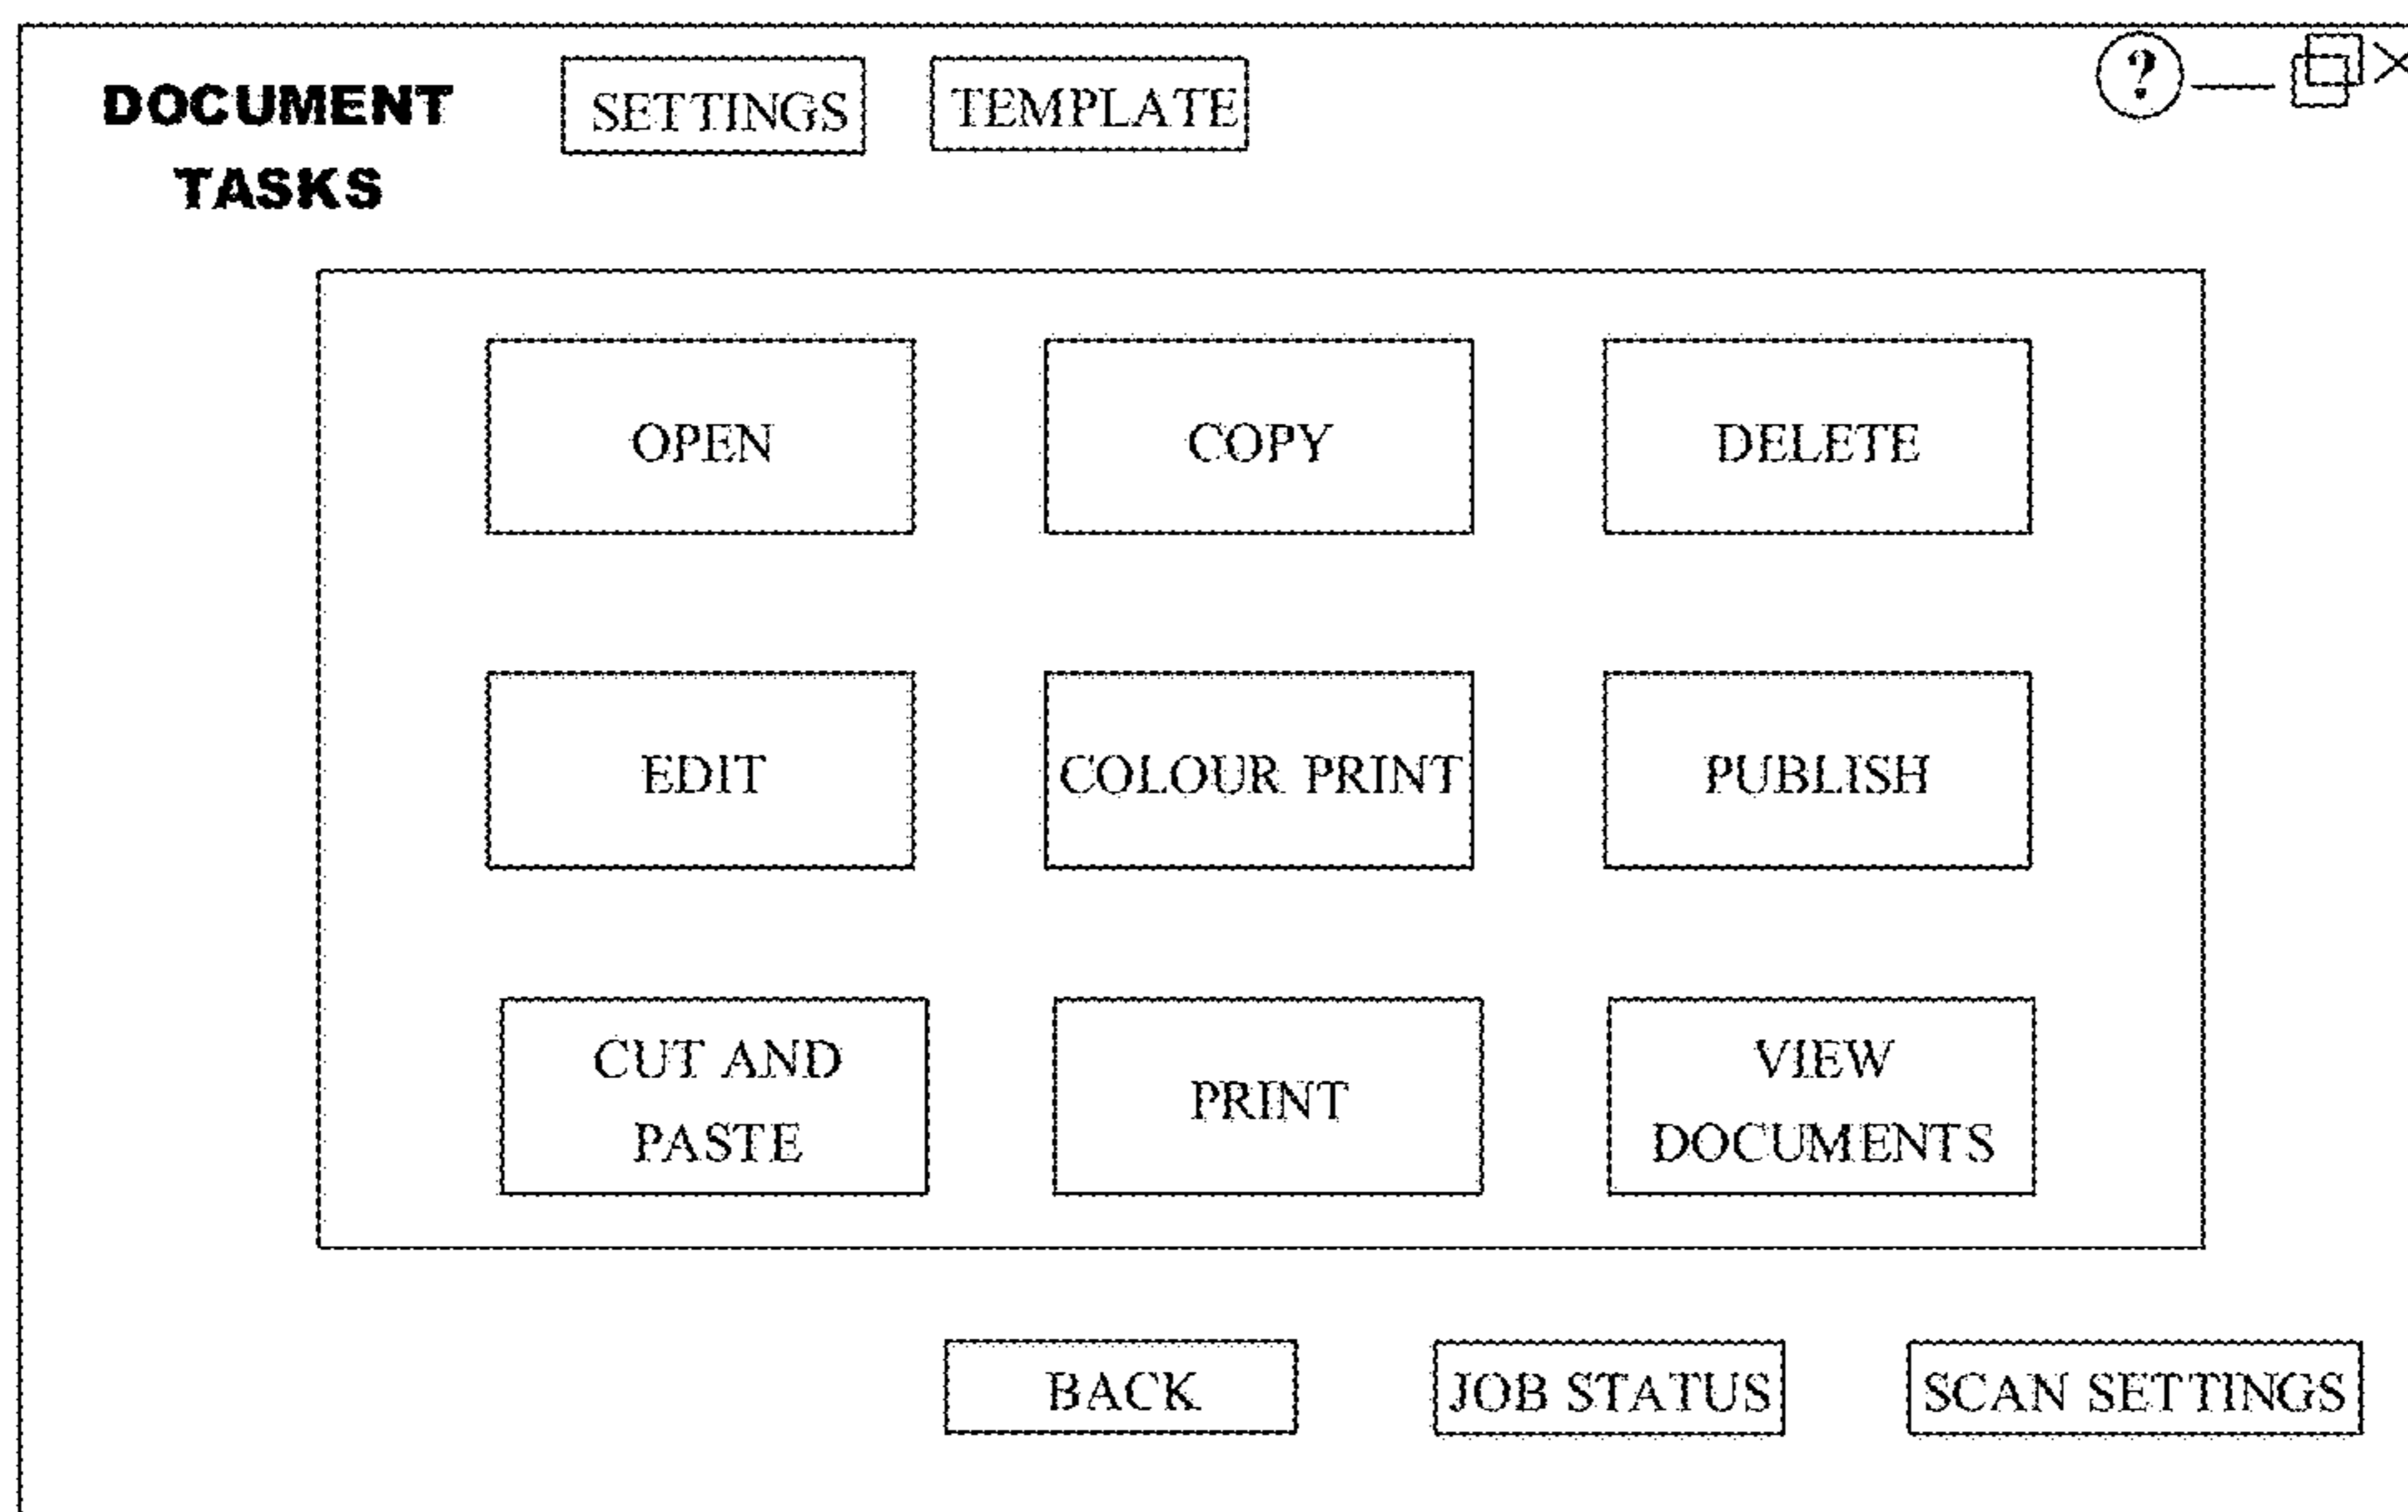 DOCUMENT
TASKS
SETTINGS
TEMPLATE
?
OPEN
COPY
DELETE
EDIT
COLOUR PRINT
PUBLISH
CUT AND
PASTE
PRINT
VIEW
DOCUMENTS
BACK
JOB STATUS
SCAN SETTINGS